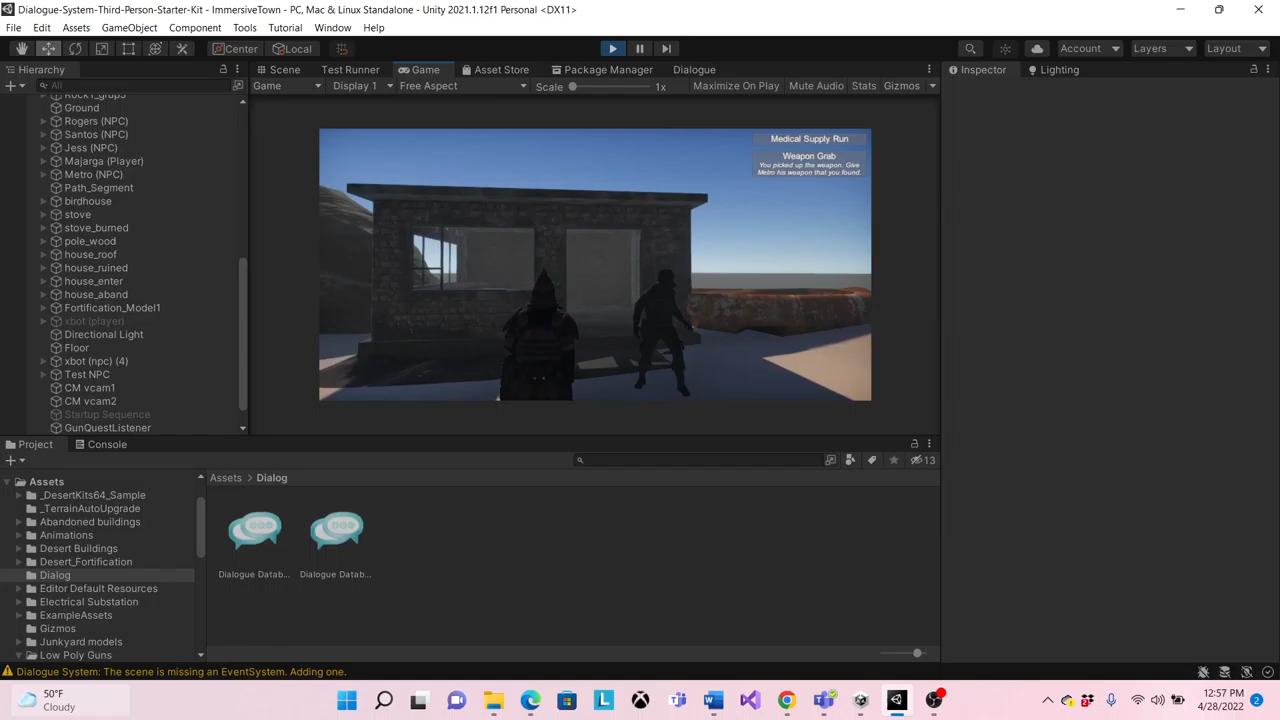 Dialogue-System-Third-Person-Starter-Kit - ImmersiveTown - PC, Mac & Linux Standalone - Unity 2021.1.12f1 Personal <DX11>
File Edit Assets GameObject Component Tools Tutorial Window Help
Center Local Account Layers Layout
Hierarchy Scene Test Runner Game Asset Store Package Manager Dialogue Inspector Lighting
All Game Display 1 Free Aspect Scale 1x Maximize On Play Mute Audio Stats Gizmos
Ground
Rogers (NPC)
Santos (NPC)
Jess (NPC)
Majarga (Player)
Metro (NPC)
Path_Segment
birdhouse
stove
stove_burned
pole_wood
house_roof
house_ruined
house_enter
house_aband
Fortification_Model1
xbot (player)
Directional Light
Floor
xbot (npc) (4)
Test NPC
CM vcam1
CM vcam2
Startup Sequence
GunQuestListener
Medical Supply Run
Weapon Grab
You picked up the weapon. Give
Metro his weapon that you found.
Project Console
13
Assets
_DesertKits64_Sample
_TerrainAutoUpgrade
Abandoned buildings
Animations
Desert Buildings
Desert_Fortification
Dialog
Editor Default Resources
Electrical Substation
ExampleAssets
Gizmos
Junkyard models
Low Poly Guns
Assets > Dialog
Dialogue Datab... Dialogue Datab...
Dialogue System: The scene is missing an EventSystem. Adding one.
50°F
Cloudy
12:57 PM
4/28/2022
2